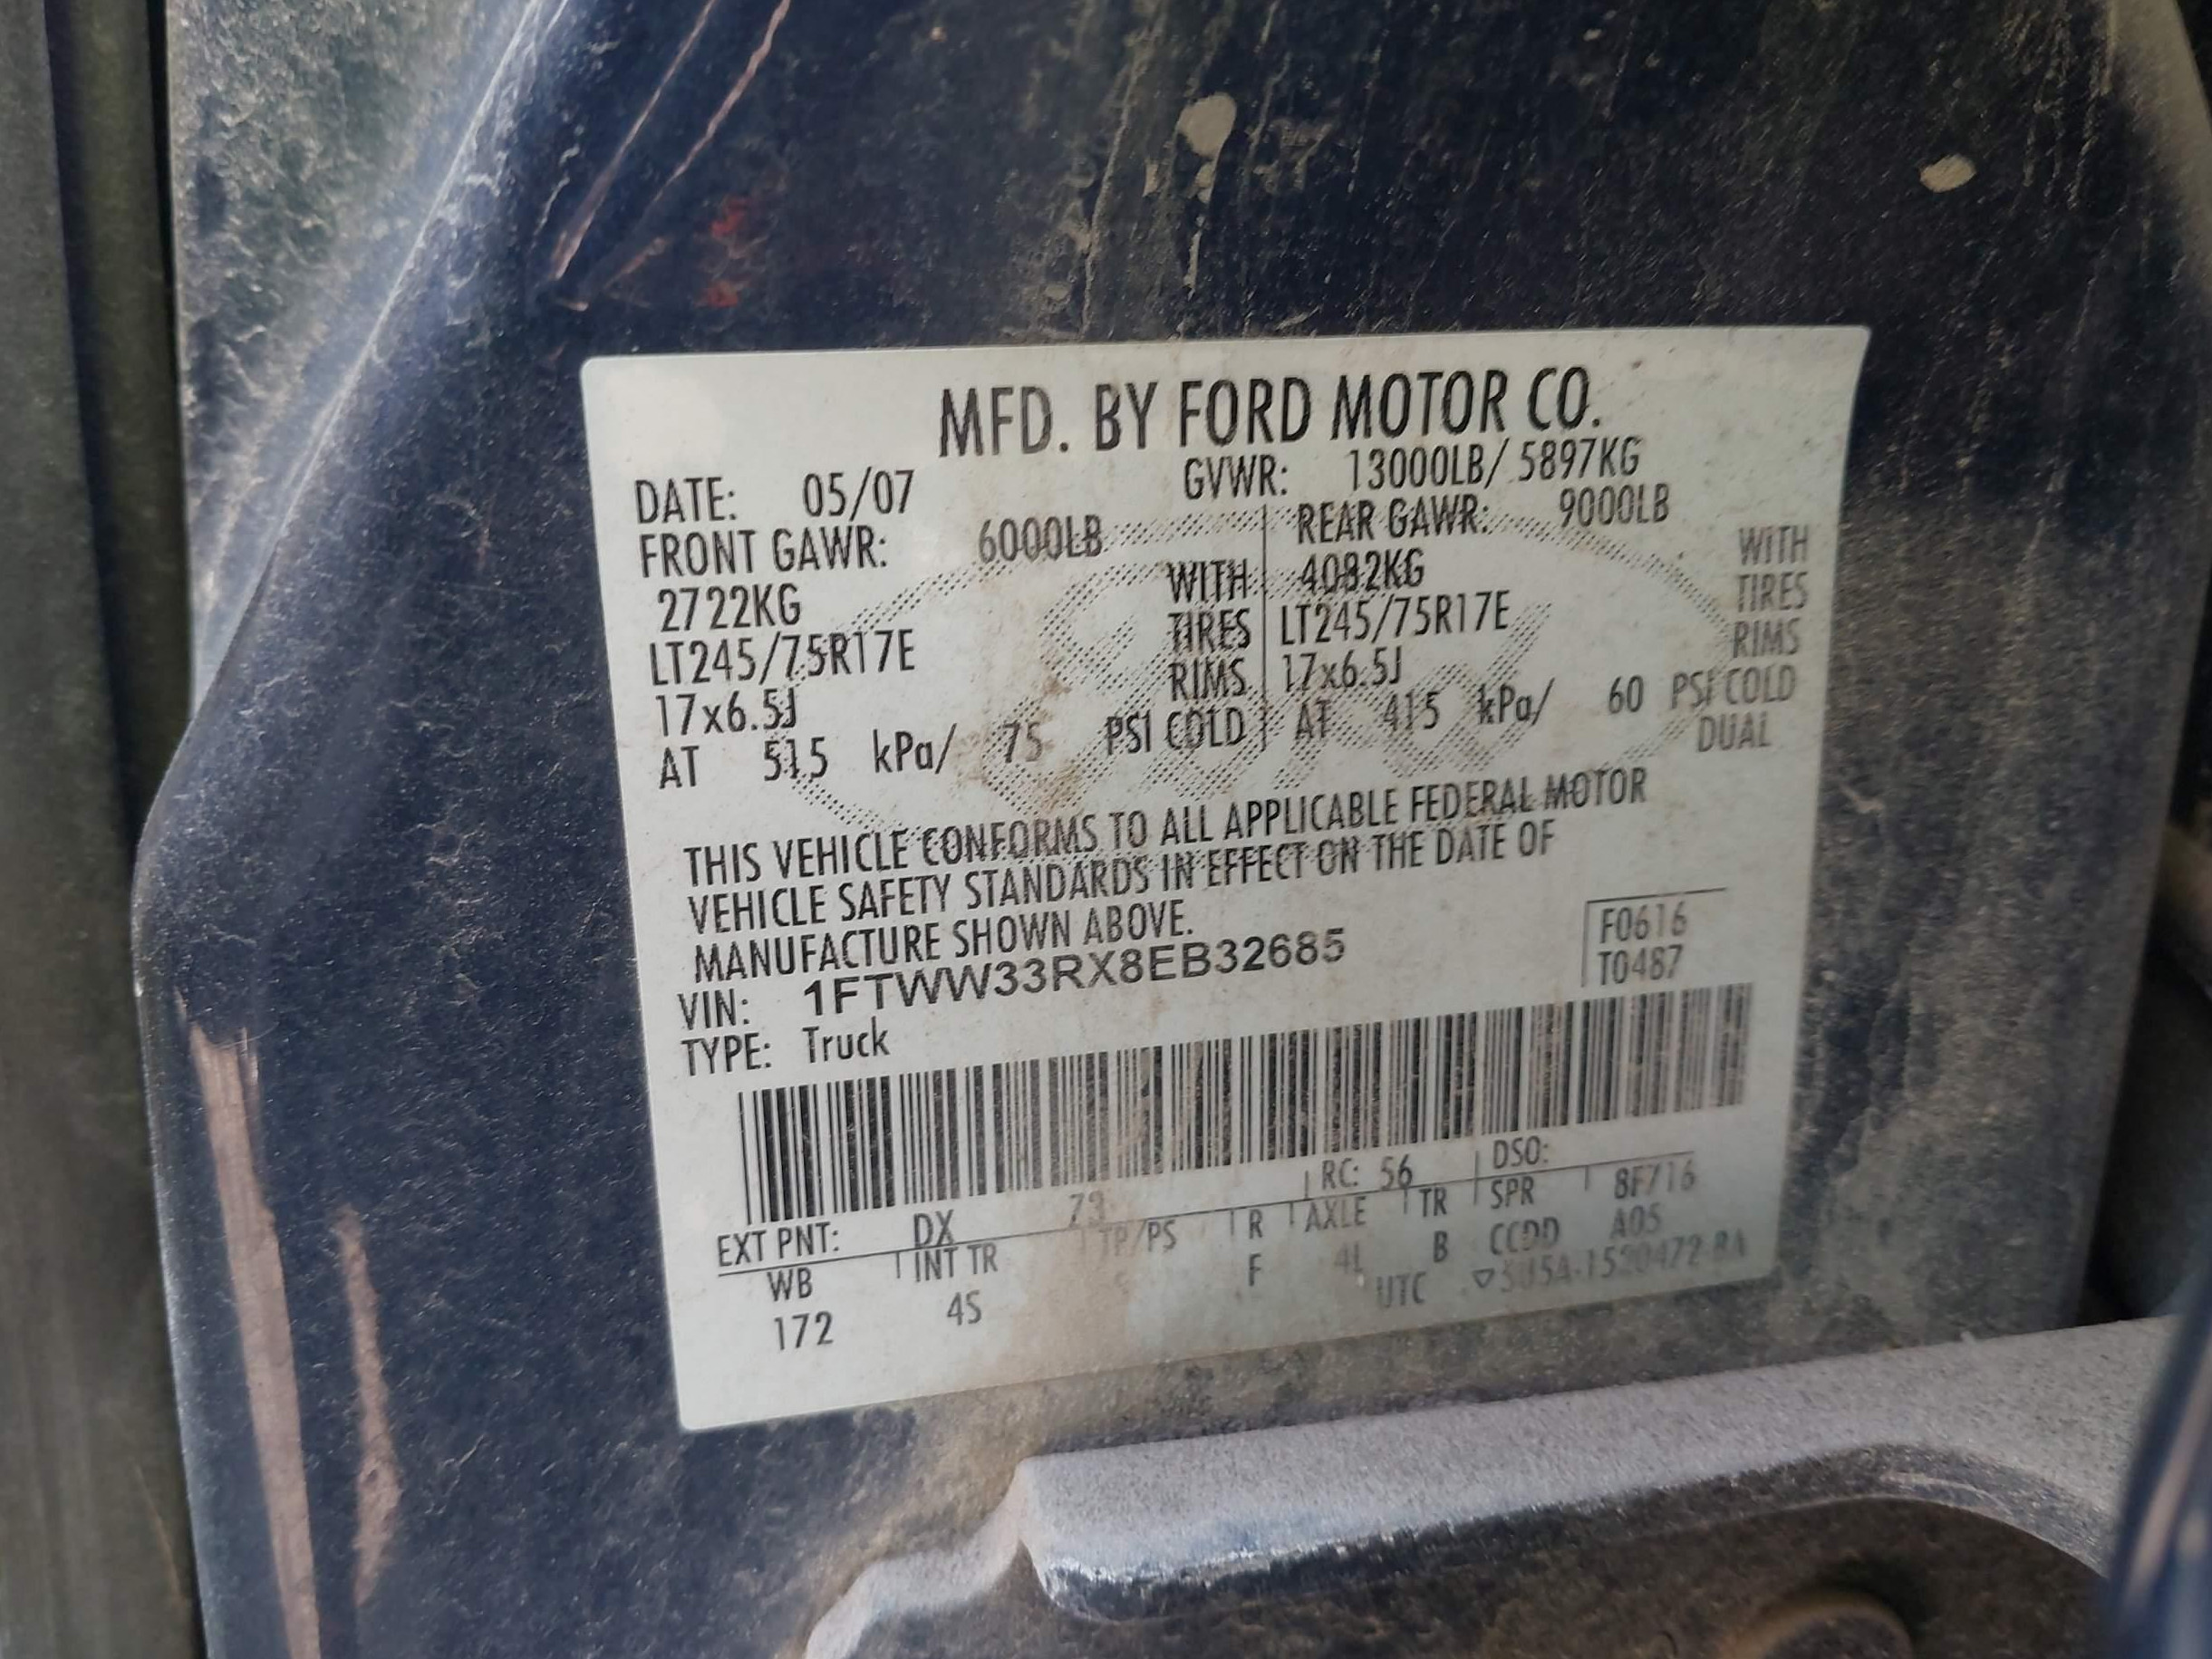 MFD. BY FORD MOTOR CO.
DATE: 05/07 GVWR: 13000LB/ 5897KG
FRONT GAWR: 6000LB REAR GAWR: 9000LB
2722KG WITH 4082KG WITH
LT245/75R17E TIRES LT245/75R17E TIRES
17x6.5J RIMS 17x6.5J RIMS
AT 515 kPa/ 75 PSI COLD AT 415 kPa/ 60 PSI COLD
DUAL
THIS VEHICLE CONFORMS TO ALL APPLICABLE FEDERAL MOTOR
VEHICLE SAFETY STANDARDS IN EFFECT ON THE DATE OF
MANUFACTURE SHOWN ABOVE.
VIN: 1FTWW33RX8EB32685
F0616
T0487
TYPE: Truck
EXT PNT: DX 73 RC: 56 DSO:
WB INT TR TP/PS R AXLE TR SPR 8F716
172 4S F 4L B CCDD A05
UTC